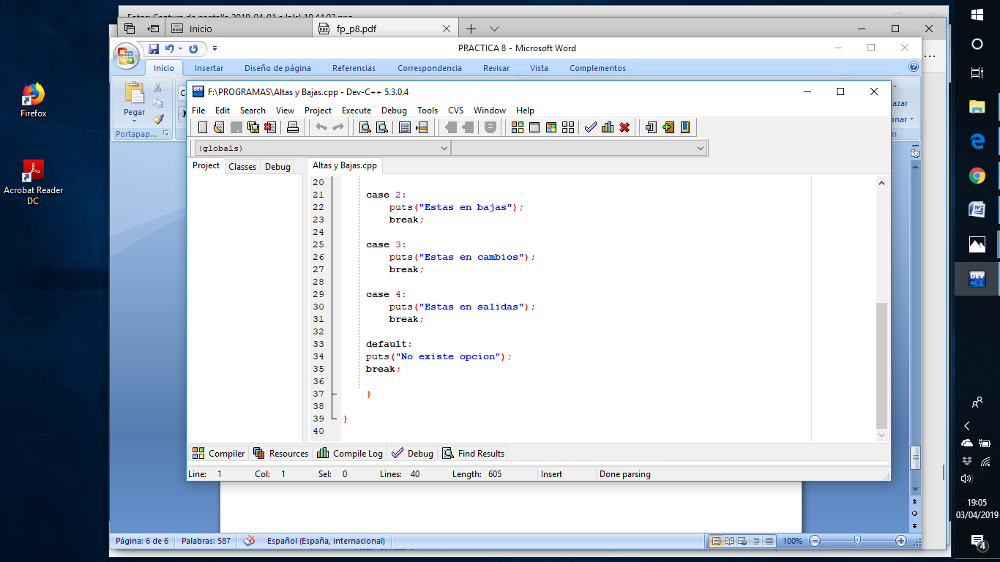 Inicio
fp_p8.pdf
PRACTICA 8 - Microsoft Word
Inicio Insertar Diseño de página Referencias Correspondencia Revisar Vista Complementos
Pegar
Portapap...
Firefox
Acrobat Reader
DC
F:\PROGRAMAS\Altas y Bajas.cpp - Dev-C++ 5.3.0.4
File Edit Search View Project Execute Debug Tools CVS Window Help
(globals)
Project Classes Debug
Altas y Bajas.cpp
20
21 case 2:
22 puts("Estas en bajas");
23 break;
24
25 case 3:
26 puts("Estas en cambios");
27 break;
28
29 case 4:
30 puts("Estas en salidas");
31 break;
32
33 default:
34 puts("No existe opcion");
35 break;
36
37 }
38
39 }
40
Compiler Resources Compile Log Debug Find Results
Line: 1 Col: 1 Sel: 0 Lines: 40 Length: 605 Insert Done parsing
Página: 6 de 6 Palabras: 587 Español (España, internacional) 100%
DEV
C++
19:05
03/04/2019
4